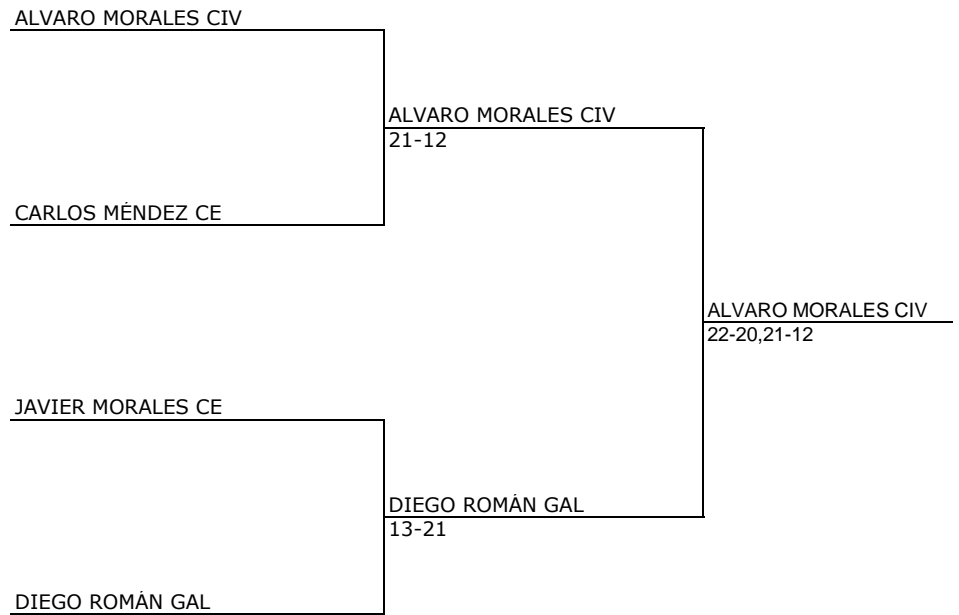 ALVARO MORALES CIV
ALVARO MORALES CIV
21-12
CARLOS MÉNDEZ CE
ALVARO MORALES CIV
22-20,21-12
JAVIER MORALES CE
DIEGO ROMÁN GAL
13-21
DIEGO ROMÁN GAL